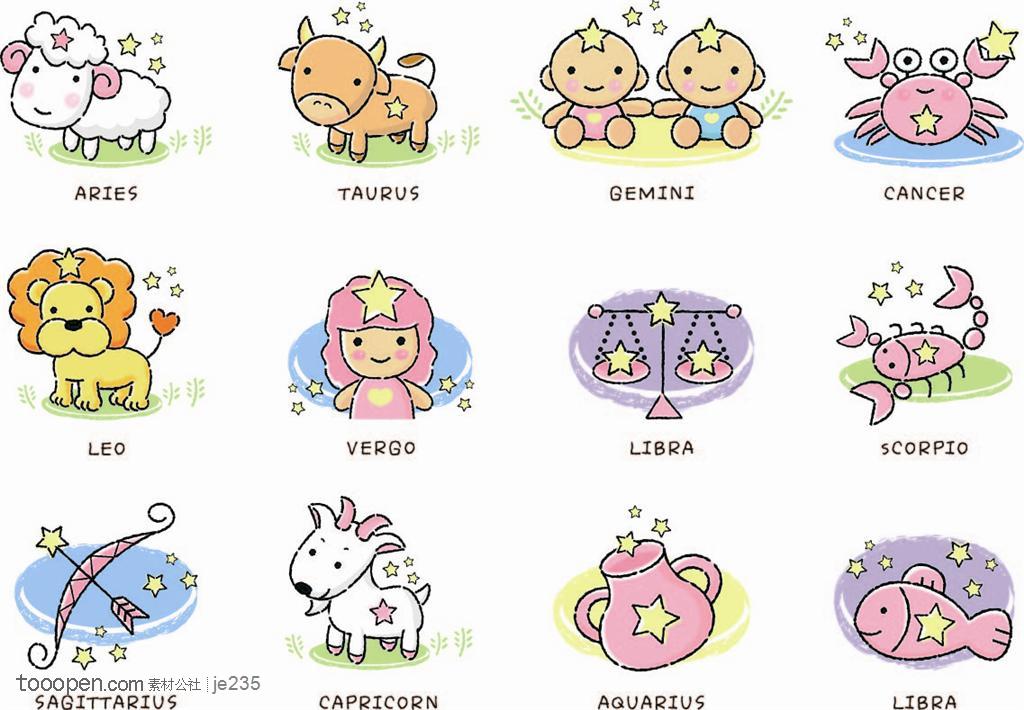 ARIES
TAURUS
GEMINI
CANCER
LEO
VERGO
LIBRA
SCORPIO
tooopen.com 素材公社 | je235
SAGITTARIUS
CAPRICORN
AQUARIUS
LIBRA